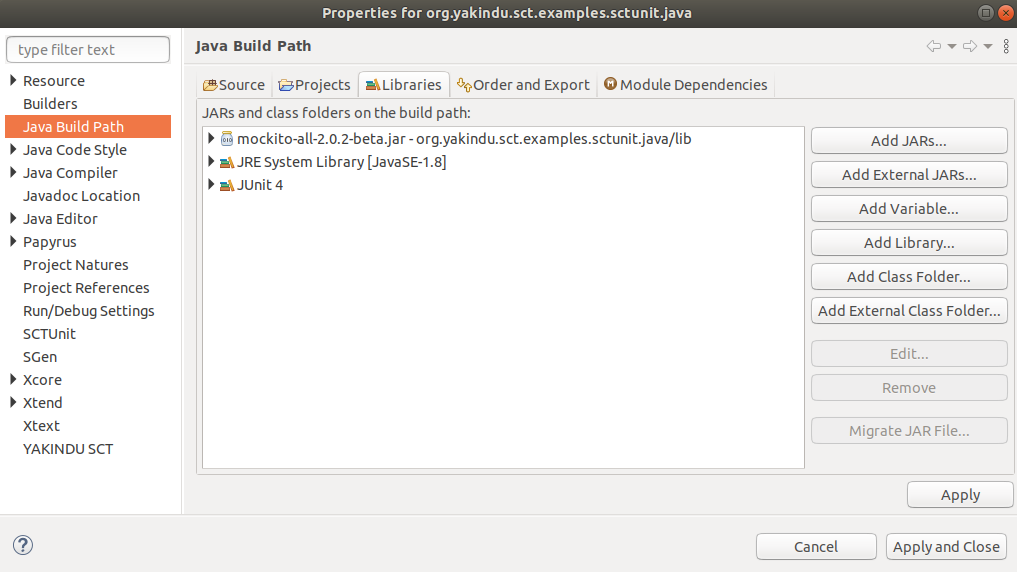 Properties for org.yakindu.sct.examples.sctunit.java
type filter text
Resource
Builders
Java Build Path
Java Code Style
Java Compiler
Javadoc Location
Java Editor
Papyrus
Project Natures
Project References
Run/Debug Settings
SCTUnit
SGen
Xcore
Xtend
Xtext
YAKINDU SCT
Java Build Path
Source Projects Libraries Order and Export M Module Dependencies
JARs and class folders on the build path:
010 mockito-all-2.0.2-beta.jar - org.yakindu.sct.examples.sctunit.java/lib
JRE System Library [JavaSE-1.8]
JUnit 4
Add JARs...
Add External JARs...
Add Variable...
Add Library...
Add Class Folder...
Add External Class Folder...
Edit...
Remove
Migrate JAR File...
Apply
?
Cancel Apply and Close